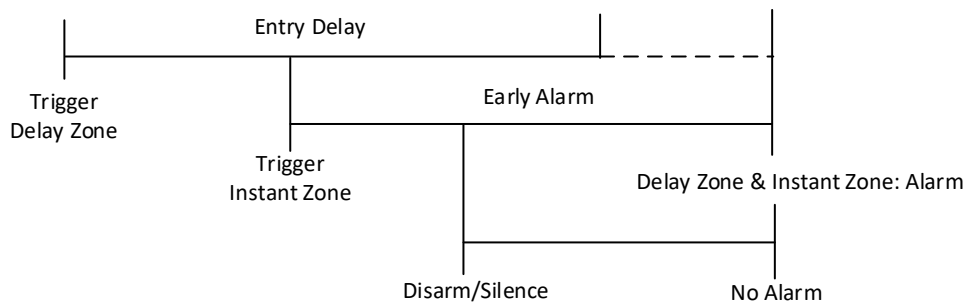 Entry Delay
Early Alarm
Trigger
Delay Zone
Trigger
Instant Zone
Delay Zone & Instant Zone: Alarm
Disarm/Silence
No Alarm